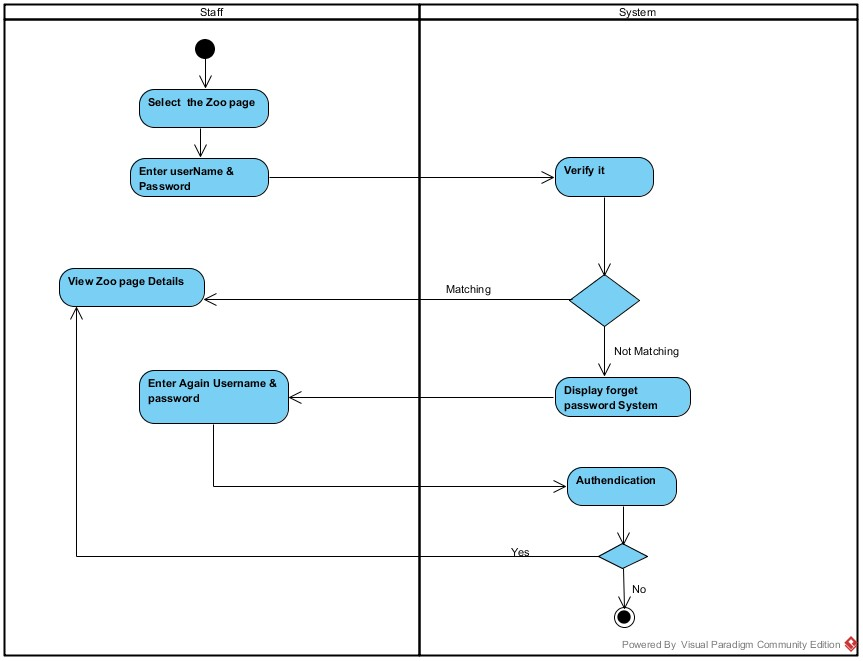 Staff
System
Select the Zoo page
Enter userName &
Password
Verify it
View Zoo page Details
Matching
Not Matching
Enter Again Username &
password
Display forget
password System
Authendication
Yes
No
Powered By Visual Paradigm Community Edition